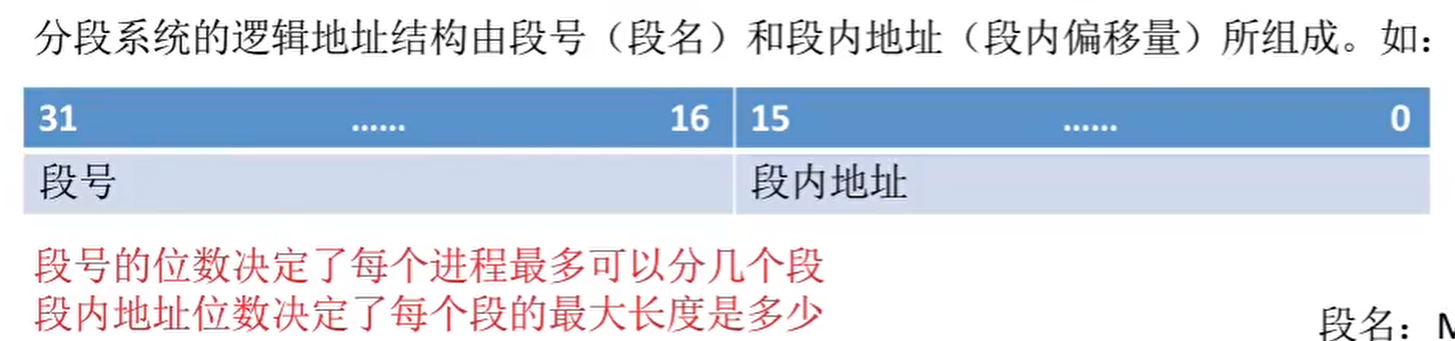 分段系统的逻辑地址结构由段号（段名）和段内地址（段内偏移量）所组成。如：
31 ...... 16 15 ...... 0
段号 段内地址
段号的位数决定了每个进程最多可以分几个段
段内地址位数决定了每个段的最大长度是多少
段名：